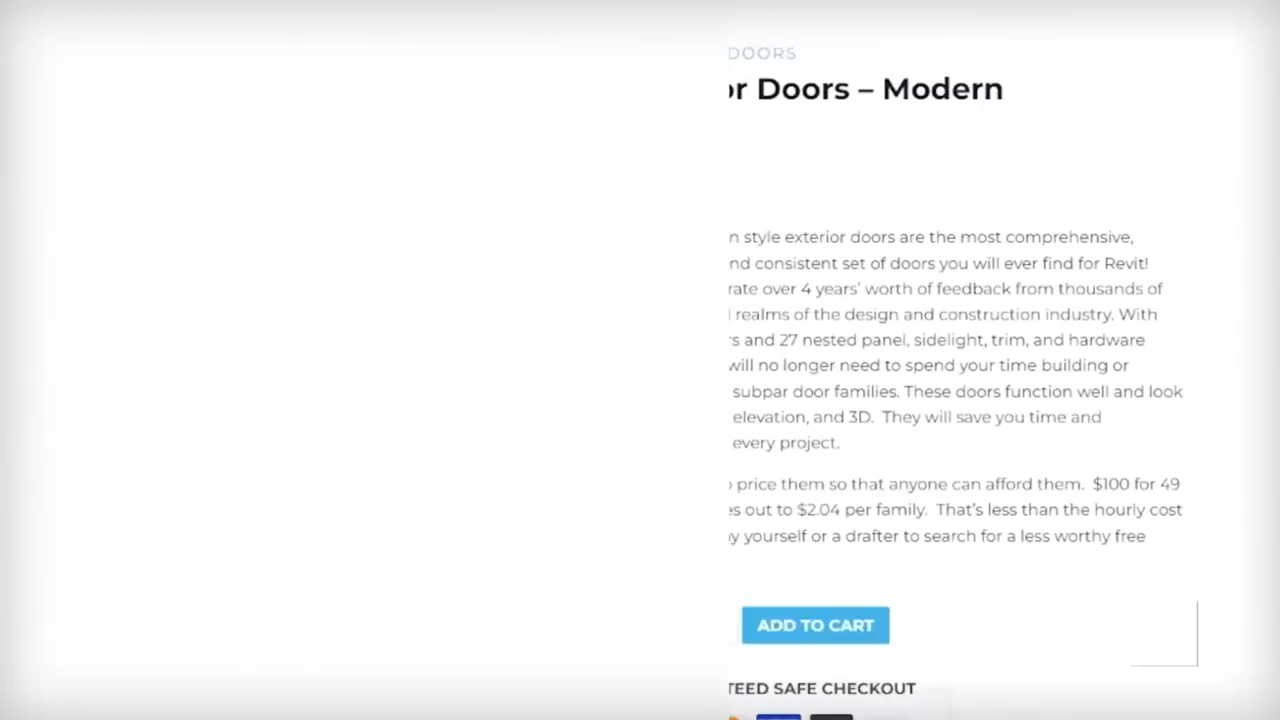 DOORS
or Doors – Modern
n style exterior doors are the most comprehensive,
nd consistent set of doors you will ever find for Revit!
rate over 4 years' worth of feedback from thousands of
realms of the design and construction industry. With
rs and 27 nested panel, sidelight, trim, and hardware
will no longer need to spend your time building or
subpar door families. These doors function well and look
elevation, and 3D. They will save you time and
every project.
price them so that anyone can afford them. $100 for 49
es out to $2.04 per family. That's less than the hourly cost
ay yourself or a drafter to search for a less worthy free
ADD TO CART
TEED SAFE CHECKOUT